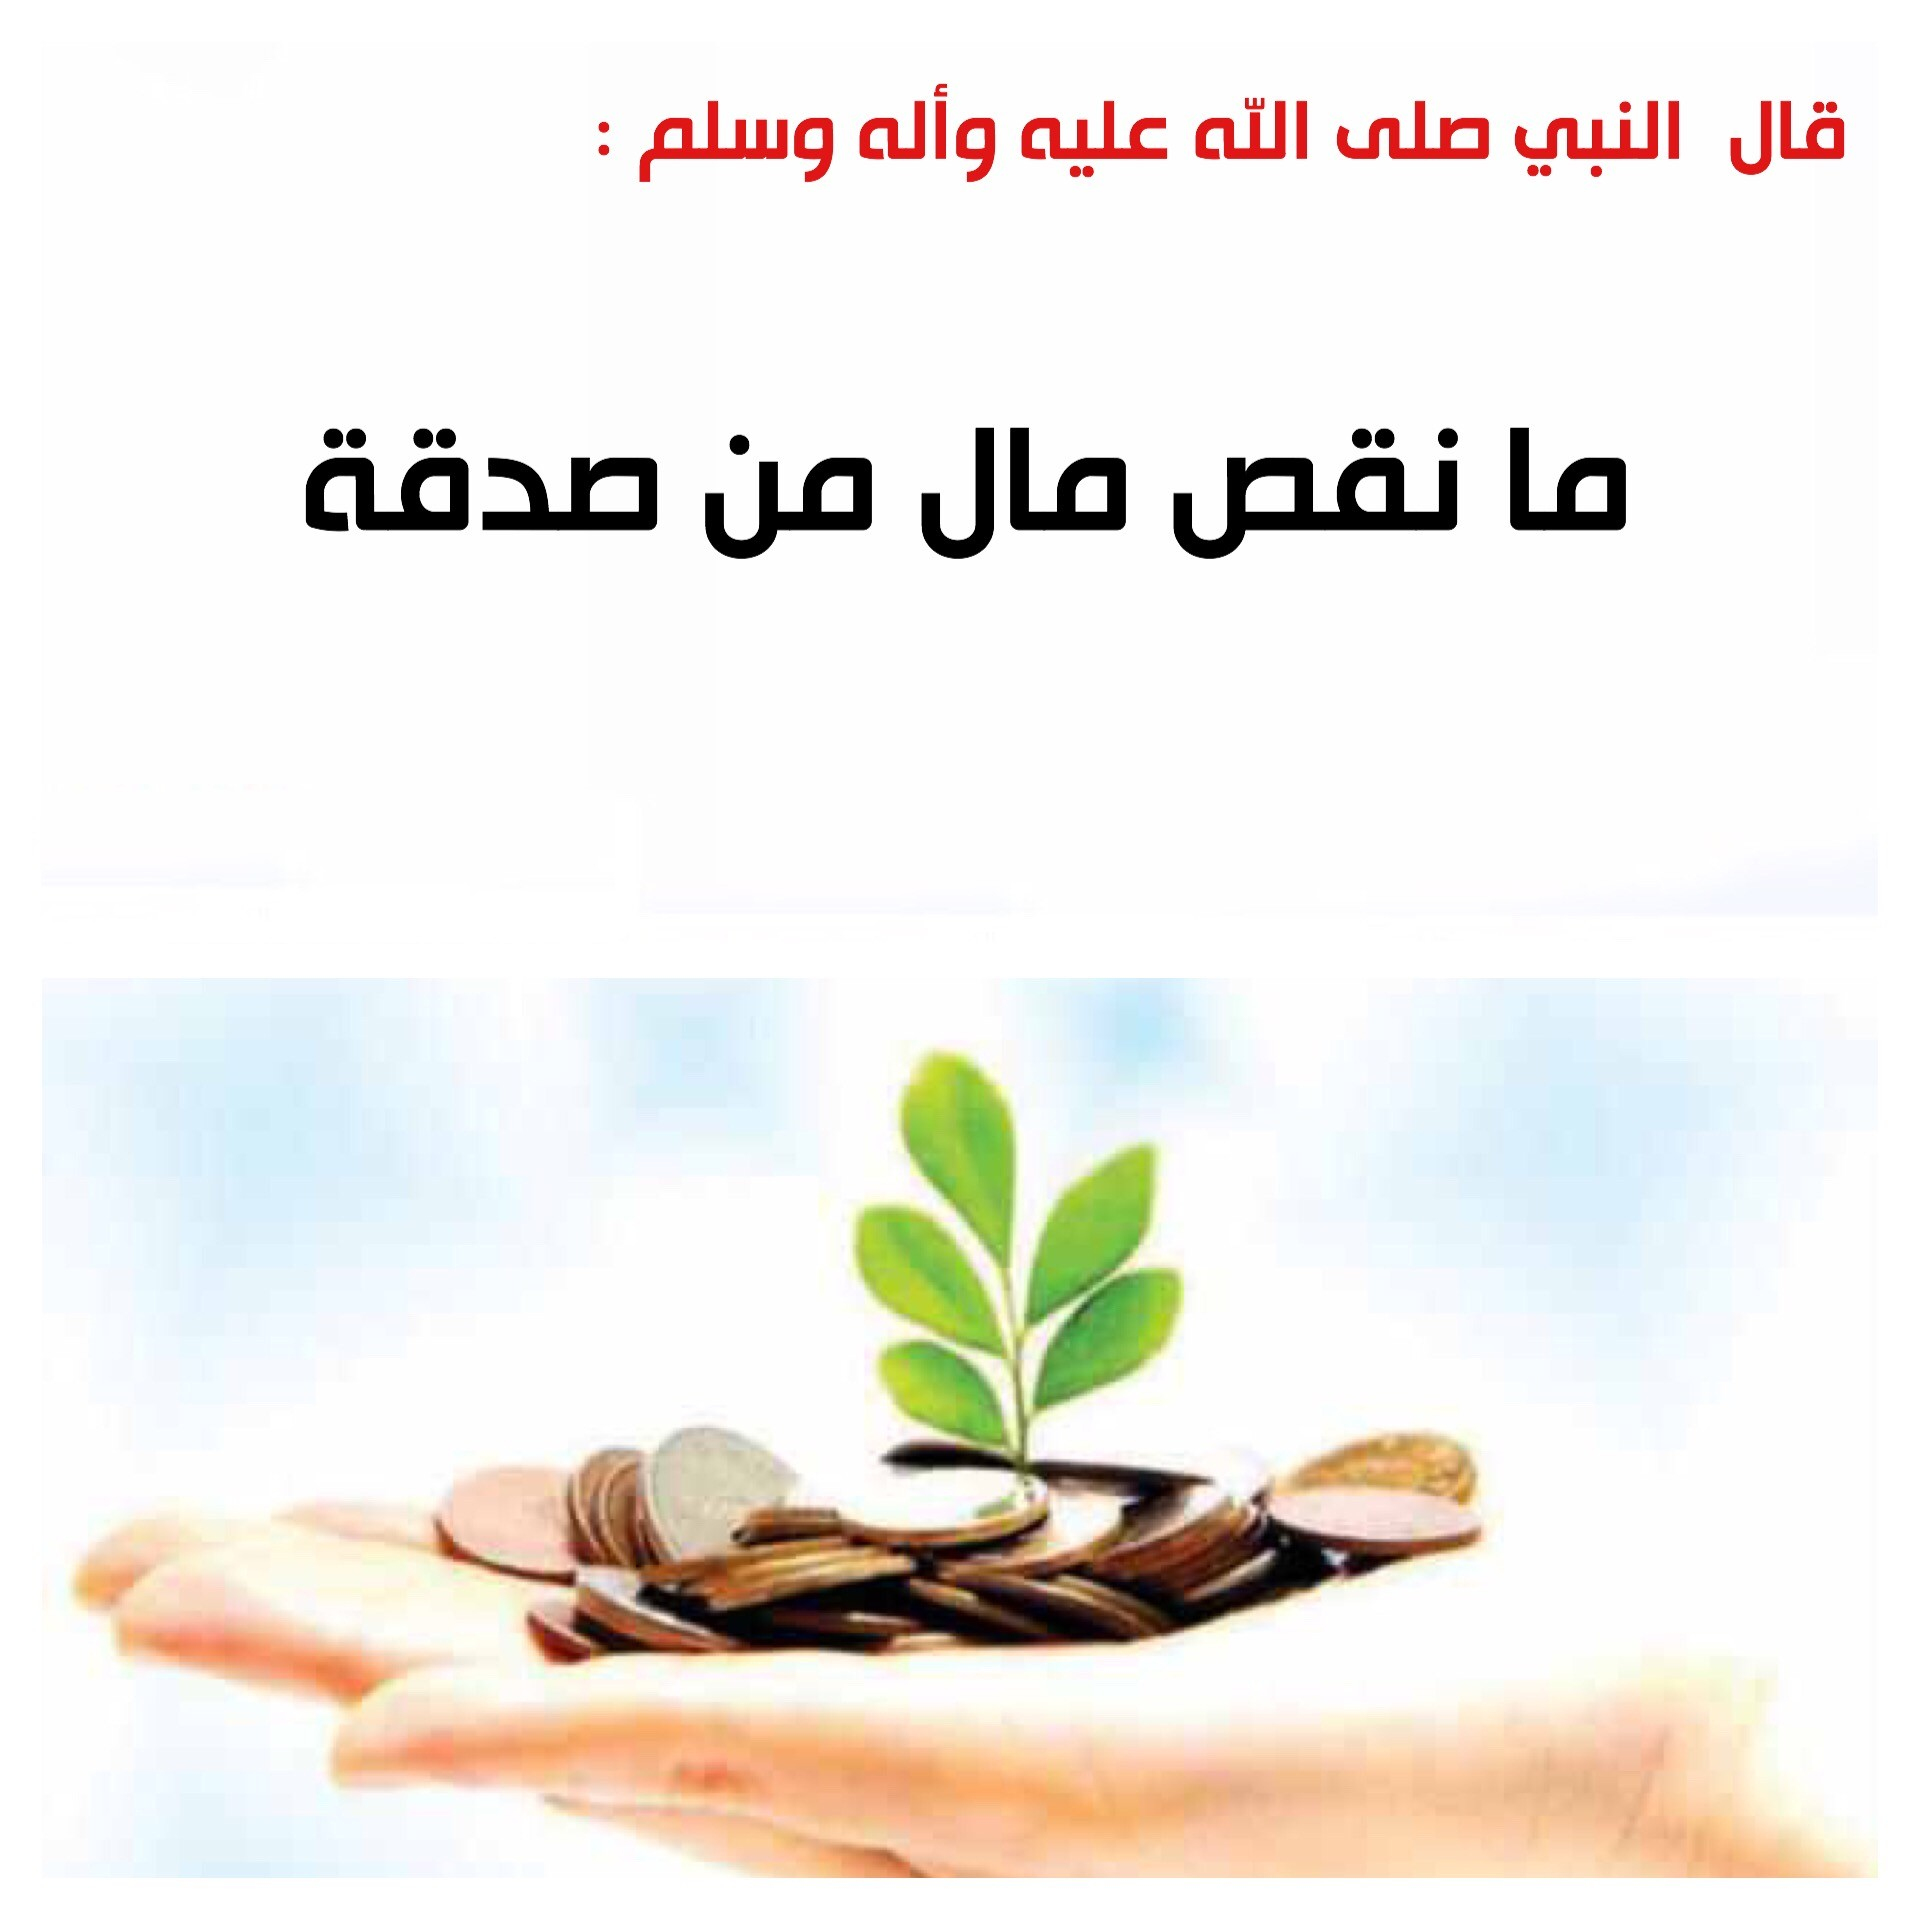 قال النبي صلى الله عليه وأله وسلم :
ما نقص مال من صدقة